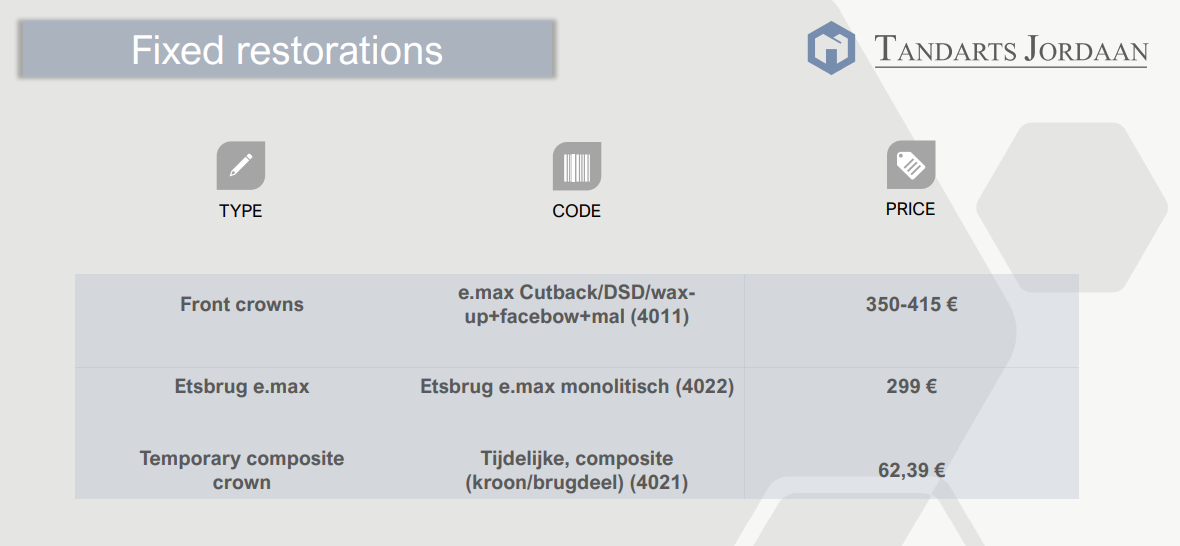 Fixed restorations
TANDARTS JORDAAN
TYPE
CODE
PRICE
Front crowns
e.max Cutback/DSD/wax-
up+facebow+mal (4011)
350-415 €
Etsbrug e.max
Etsbrug e.max monolitisch (4022)
299 €
Temporary composite
crown
Tijdelijke, composite
(kroon/brugdeel) (4021)
62,39 €